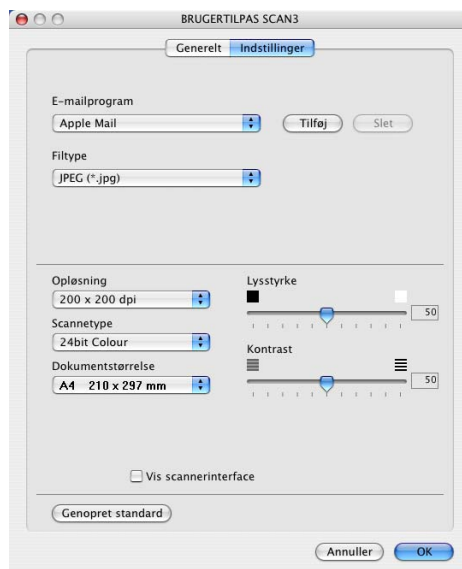 BRUGERTILPAS SCAN3
Generelt Indstillinger
E-mailprogram
Apple Mail Tilføj Slet
Filtype
JPEG (*.jpg)
Opløsning Lysstyrke
200 x 200 dpi 50
Scannetype
24bit Colour Kontrast
Dokumentstørrelse
A4 210 x 297 mm 50
Vis scannerinterface
Genopret standard
Annuller OK